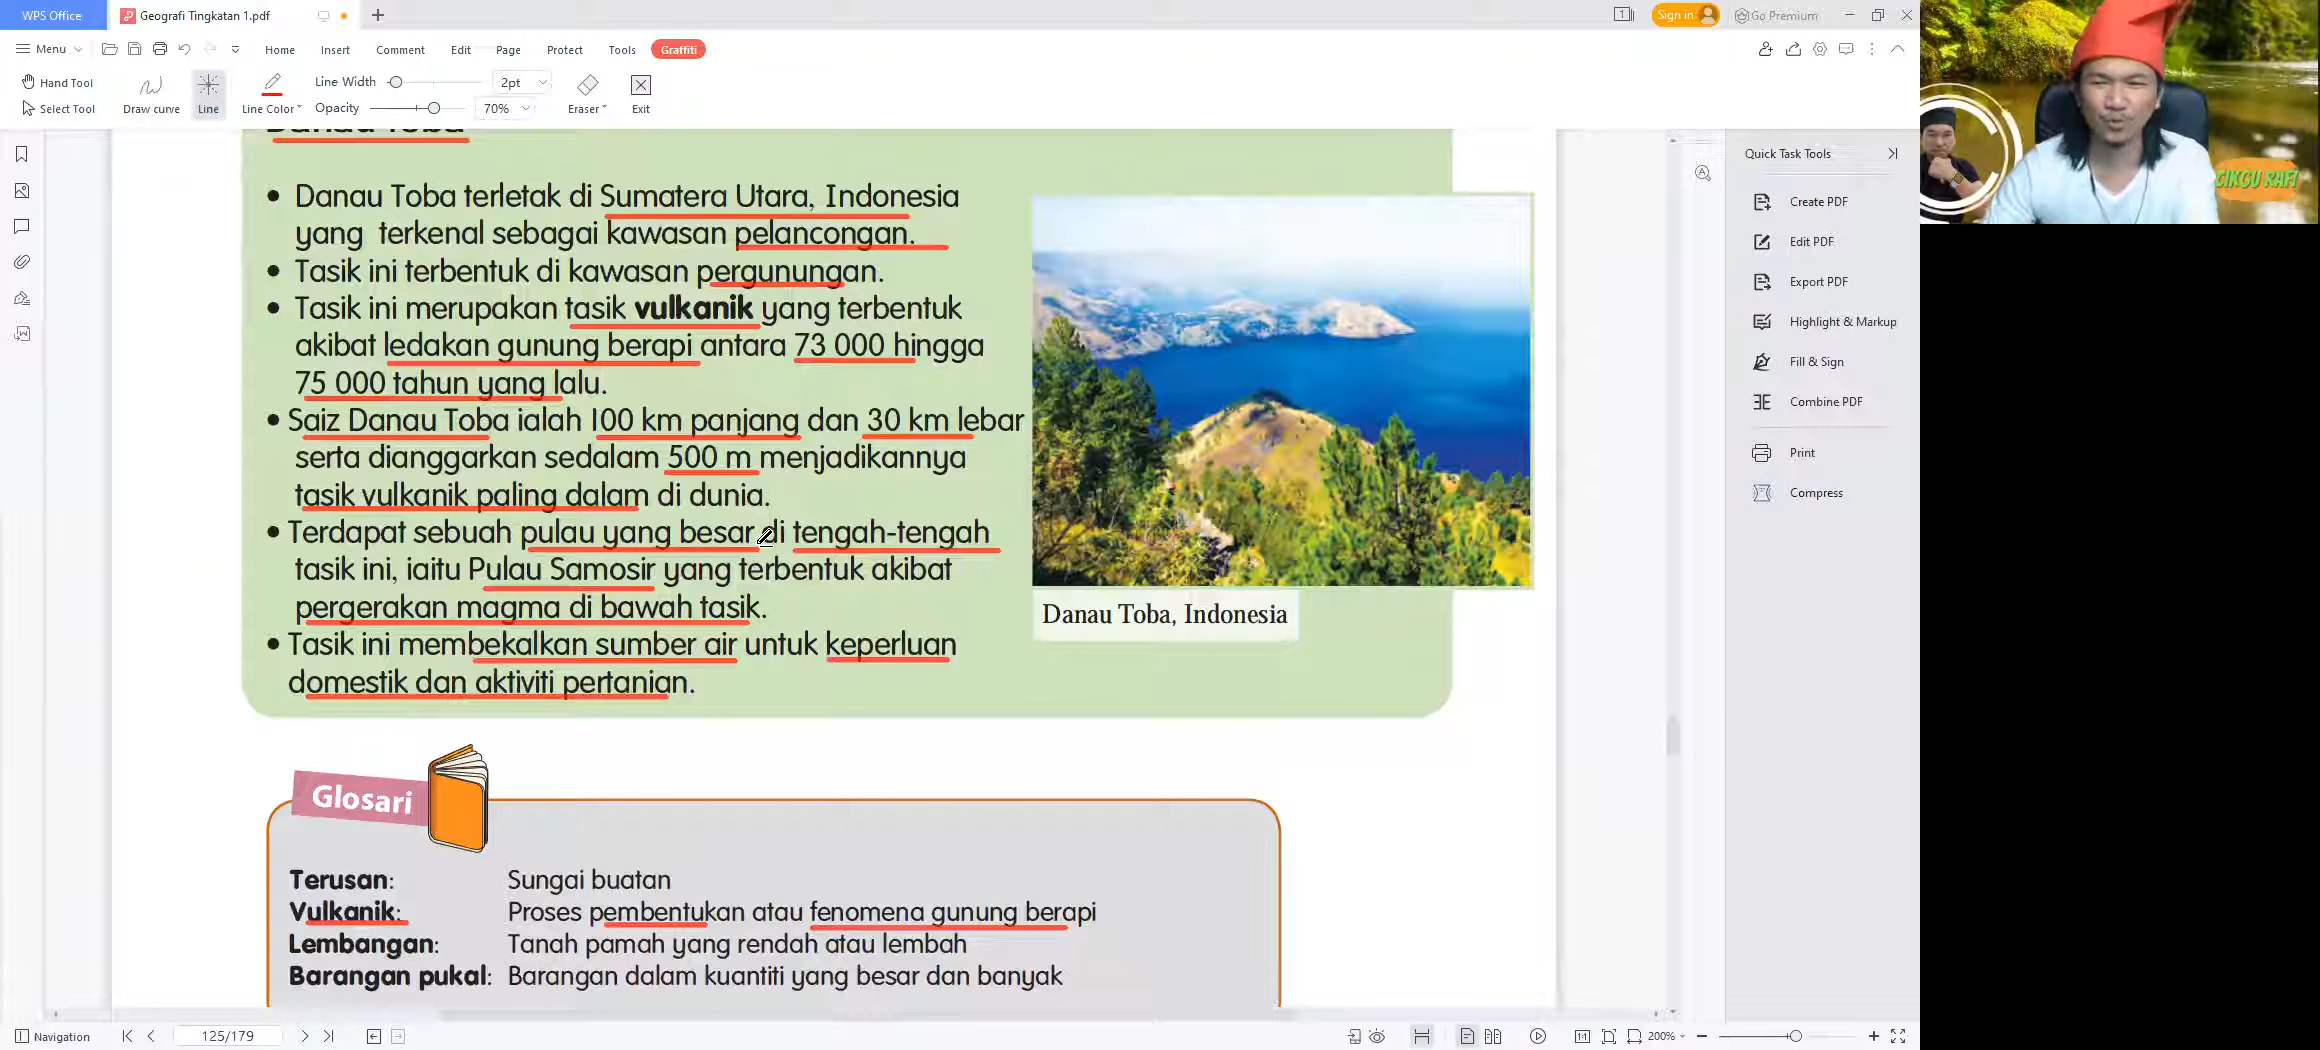 WPS Office
Geografi Tingkatan 1.pdf
1
Sign in
Go Premium
Menu
Home
Insert
Comment
Edit
Page
Protect
Tools
Graffiti
Hand Tool
Select Tool
Draw curve
Line
Line Color
Line Width
2pt
Opacity
70%
Eraser
Exit
Danau Toba
• Danau Toba terletak di Sumatera Utara, Indonesia
yang terkenal sebagai kawasan pelancongan.
• Tasik ini terbentuk di kawasan pergunungan.
• Tasik ini merupakan tasik vulkanik yang terbentuk
akibat ledakan gunung berapi antara 73 000 hingga
75 000 tahun yang lalu.
• Saiz Danau Toba ialah 100 km panjang dan 30 km lebar
serta dianggarkan sedalam 500 m menjadikannya
tasik vulkanik paling dalam di dunia.
• Terdapat sebuah pulau yang besar di tengah-tengah
tasik ini, iaitu Pulau Samosir yang terbentuk akibat
pergerakan magma di bawah tasik.
• Tasik ini membekalkan sumber air untuk keperluan
domestik dan aktiviti pertanian.
Danau Toba, Indonesia
Glosari
Terusan: Sungai buatan
Vulkanik: Proses pembentukan atau fenomena gunung berapi
Lembangan: Tanah pamah yang rendah atau lembah
Barangan pukal: Barangan dalam kuantiti yang besar dan banyak
Quick Task Tools
Create PDF
Edit PDF
Export PDF
Highlight & Markup
Fill & Sign
Combine PDF
Print
Compress
CIKGU RAFI
Navigation
125/179
1:1
200%